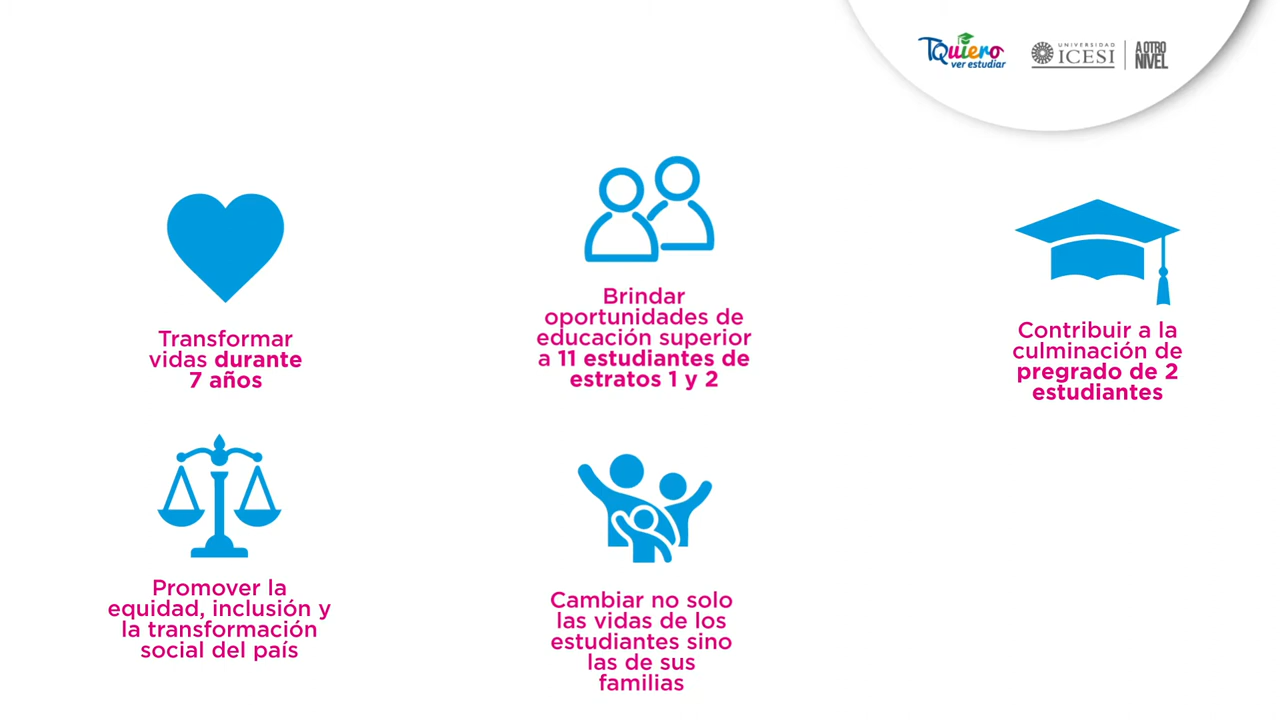 TQuiero
ver estudiar
UNIVERSIDAD
ICESI
A OTRO
NIVEL
Transformar
vidas durante
7 años
Brindar
oportunidades de
educación superior
a 11 estudiantes de
estratos 1 y 2
Contribuir a la
culminación de
pregrado de 2
estudiantes
Promover la
equidad, inclusión y
la transformación
social del país
Cambiar no solo
las vidas de los
estudiantes sino
las de sus
familias